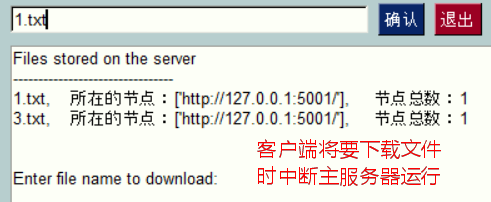 1.txt 确认 退出
Files stored on the server
--------------------------------
1.txt, 所在的节点：['http://127.0.0.1:5001/'], 节点总数：1
3.txt, 所在的节点：['http://127.0.0.1:5001/'], 节点总数：1
客户端将要下载文件
时中断主服务器运行
Enter file name to download: